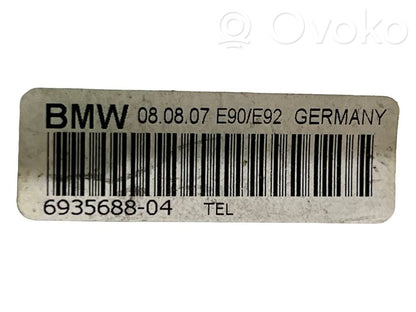 Ovoko
BMW 08.08.07 E90/E92 GERMANY
6935688-04 TEL